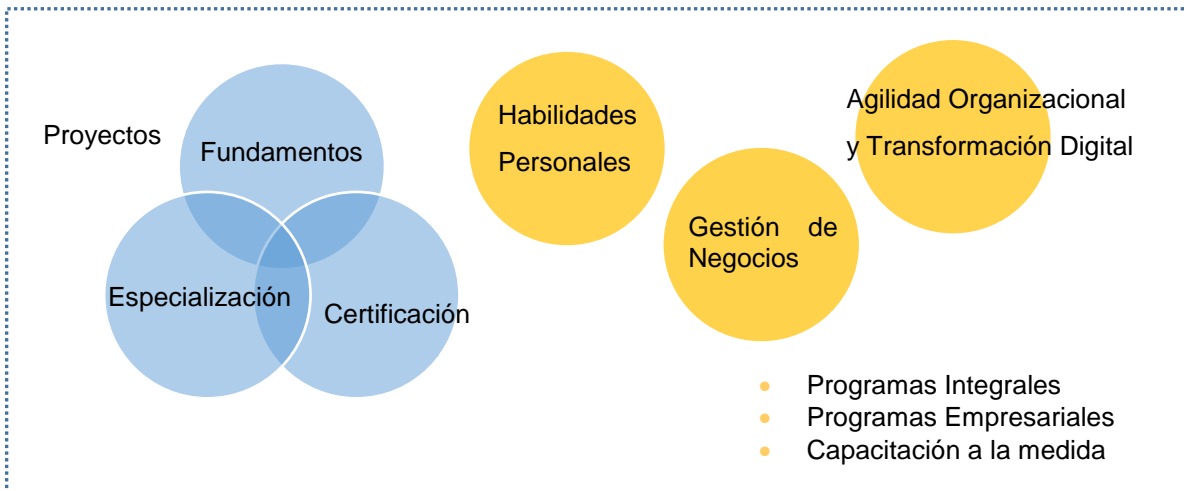 Proyectos
Fundamentos
Especialización
Certificación
Habilidades
Personales
Gestión de
Negocios
Agilidad Organizacional
y Transformación Digital
Programas Integrales
Programas Empresariales
Capacitación a la medida